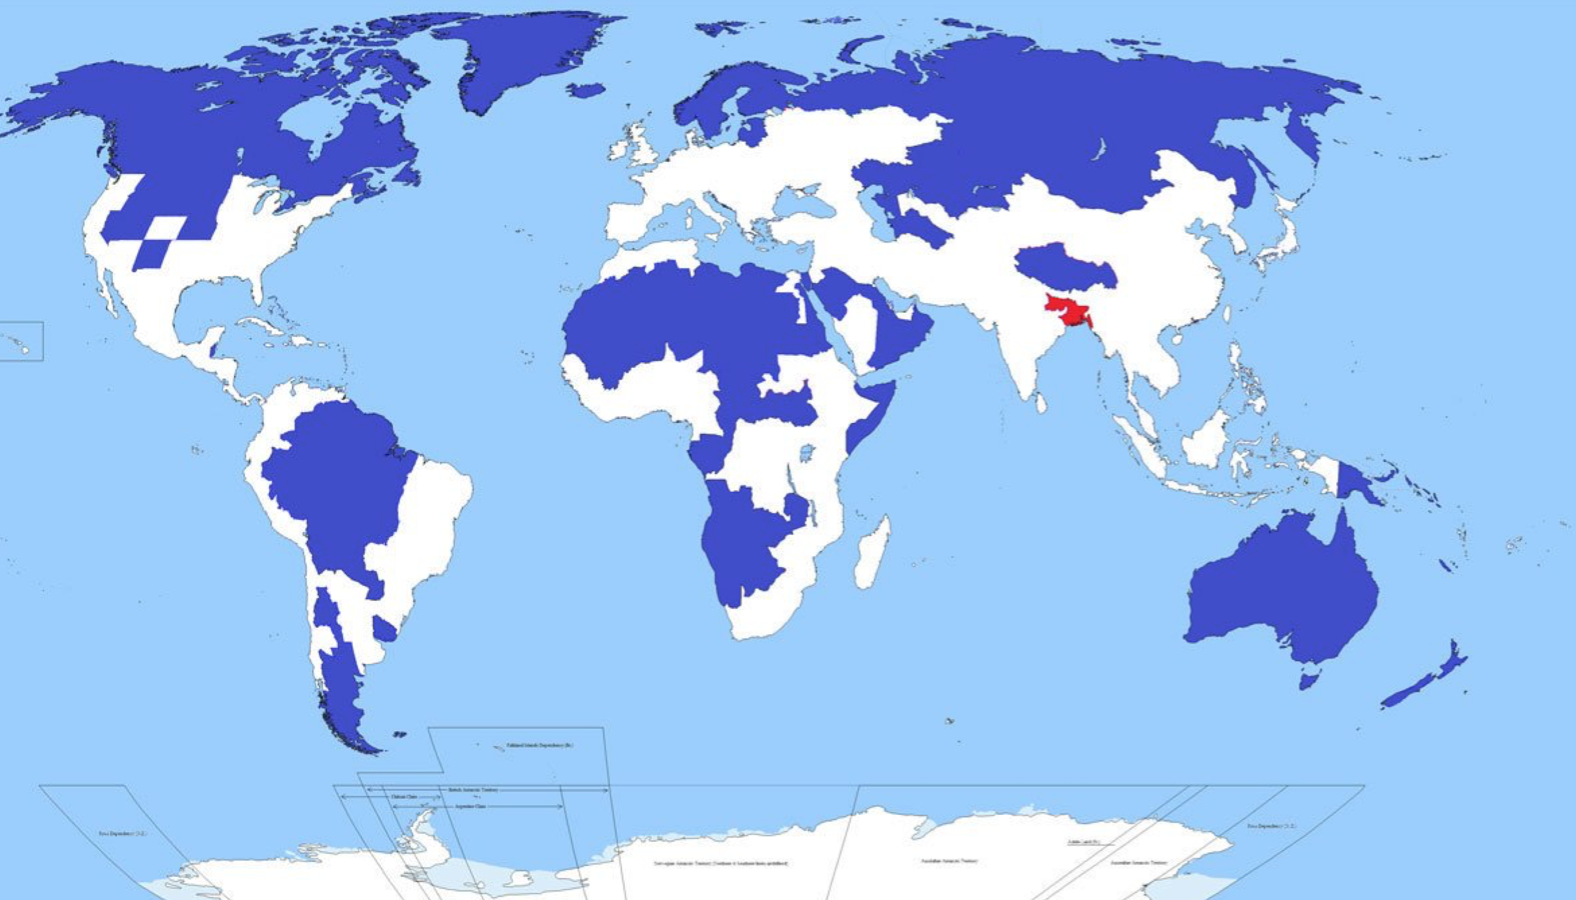 Falkland Islands Dependency (Br.)
British Antarctic Territory
Chilean Claim
Argentine Claim
Ross Dependency (N.Z.)
Ross Dependency (N.Z.)
Adélie Land (Fr.)
Norwegian Antarctic Territory (Northern & Southern limits undefined)
Australian Antarctic Territory
Australian Antarctic Territory